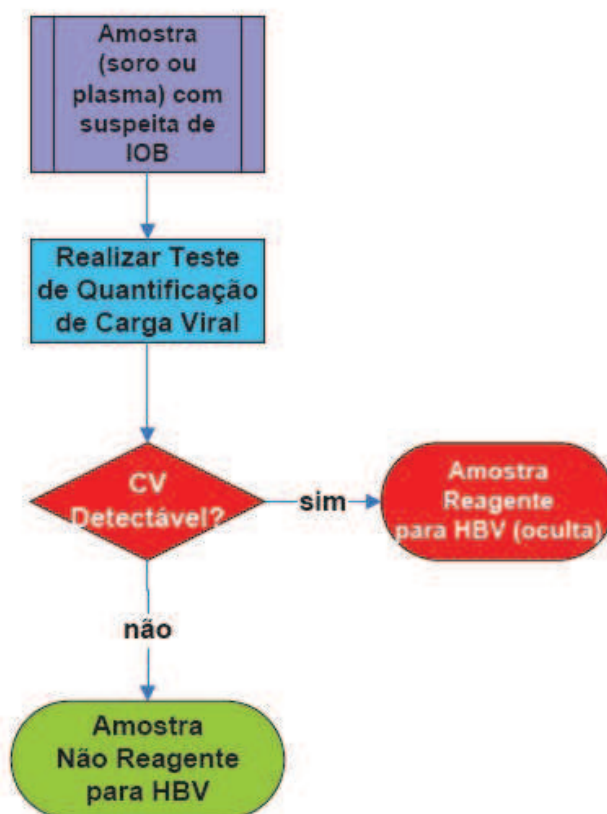 Amostra
(soro ou
plasma) com
suspeita de
IOB
Realizar Teste
de Quantificação
de Carga Viral
CV
Detectável?
sim
Amostra
Reagente
para HBV (oculta)
não
Amostra
Não Reagente
para HBV